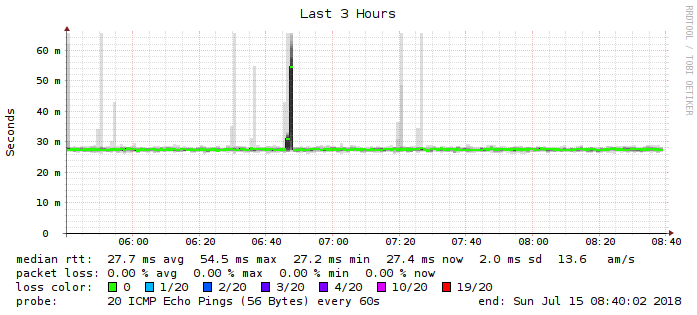 Last 3 Hours
RRDTOOL / TOBI OETIKER
Seconds
60 m
50 m
40 m
30 m
20 m
10 m
0
06:00 06:20 06:40 07:00 07:20 07:40 08:00 08:20 08:40
median rtt: 27.7 ms avg 54.5 ms max 27.2 ms min 27.4 ms now 2.0 ms sd 13.6 am/s
packet loss: 0.00 % avg 0.00 % max 0.00 % min 0.00 % now
loss color: 0 1/20 2/20 3/20 4/20 10/20 19/20
probe: 20 ICMP Echo Pings (56 Bytes) every 60s end: Sun Jul 15 08:40:02 2018